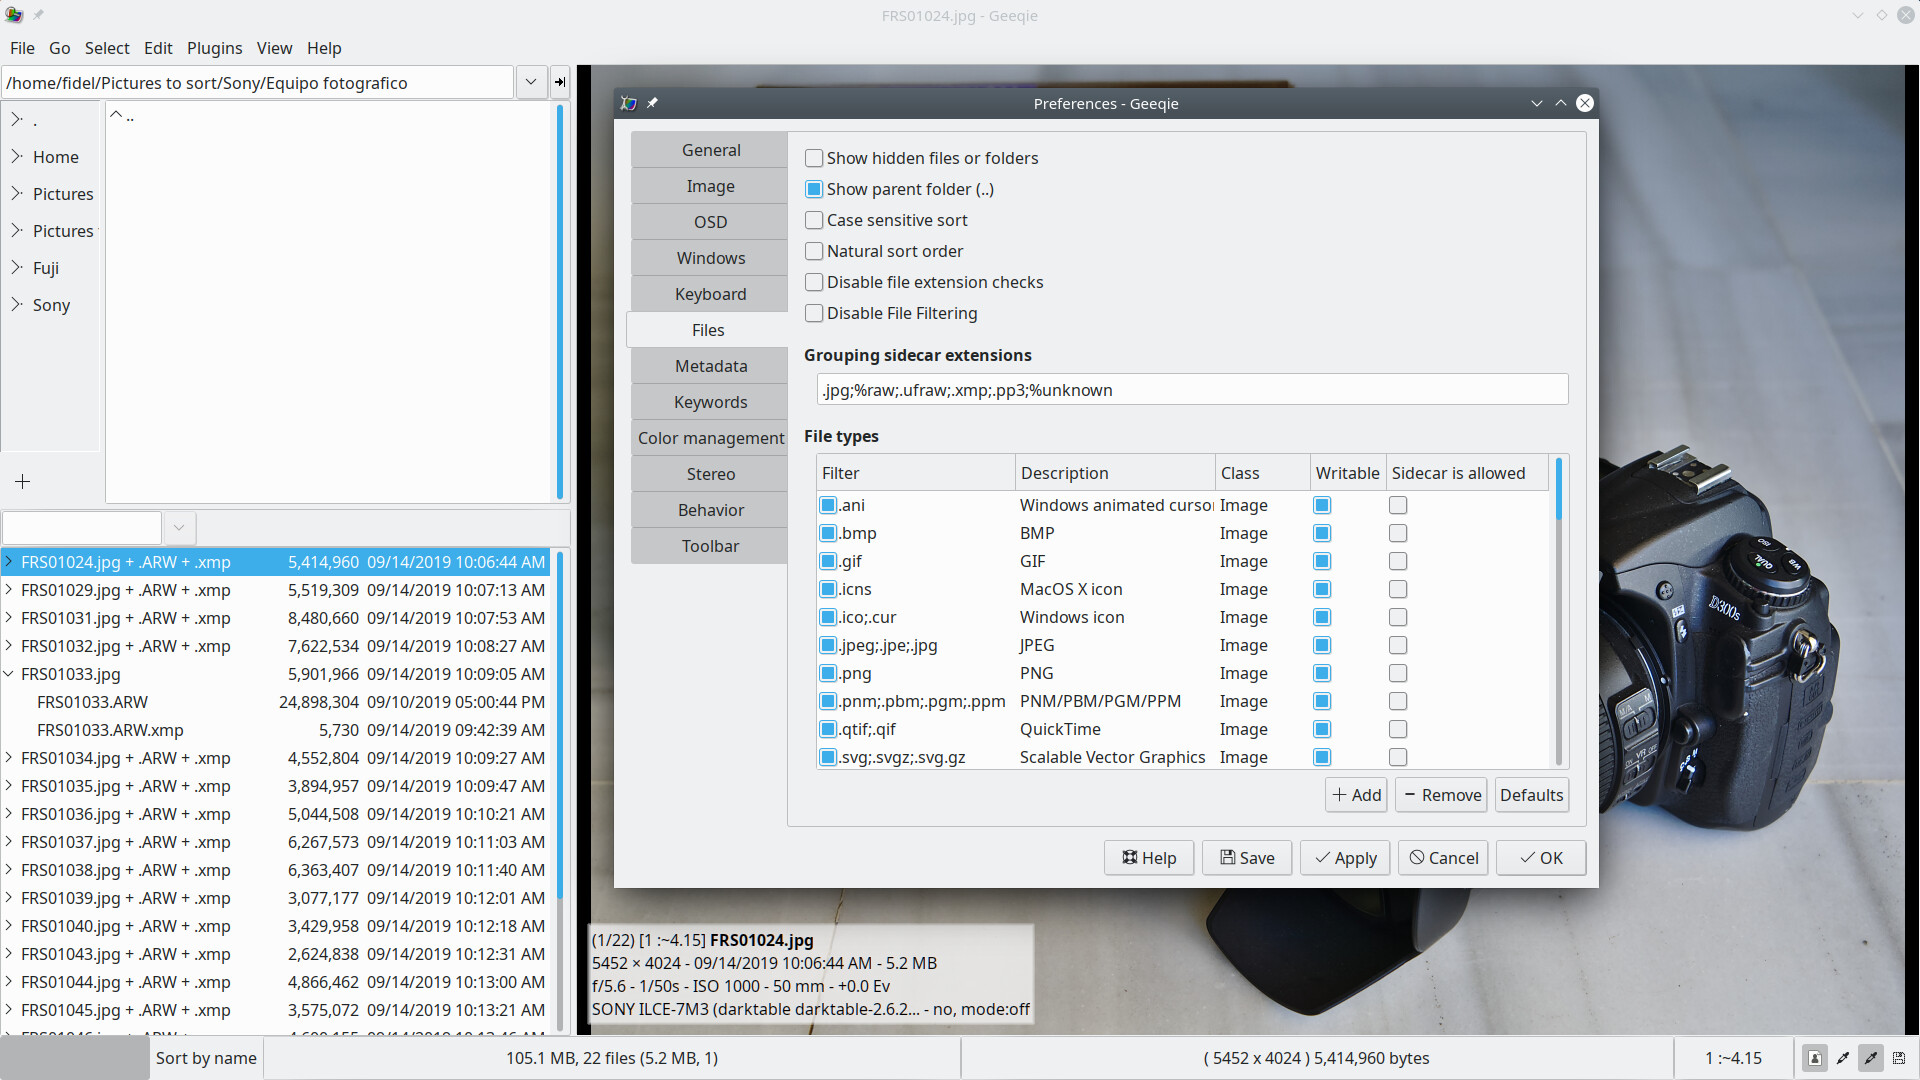 FRS01024.jpg - Geeqie
File Go Select Edit Plugins View Help
/home/fidel/Pictures to sort/Sony/Equipo fotografico
.
Home
Pictures
Pictures
Fuji
Sony
..
FRS01024.jpg + .ARW + .xmp 5,414,960 09/14/2019 10:06:44 AM
FRS01029.jpg + .ARW + .xmp 5,519,309 09/14/2019 10:07:13 AM
FRS01031.jpg + .ARW + .xmp 8,480,660 09/14/2019 10:07:53 AM
FRS01032.jpg + .ARW + .xmp 7,622,534 09/14/2019 10:08:27 AM
FRS01033.jpg 5,901,966 09/14/2019 10:09:05 AM
FRS01033.ARW 24,898,304 09/10/2019 05:00:44 PM
FRS01033.ARW.xmp 5,730 09/14/2019 09:42:39 AM
FRS01034.jpg + .ARW + .xmp 4,552,804 09/14/2019 10:09:27 AM
FRS01035.jpg + .ARW + .xmp 3,894,957 09/14/2019 10:09:47 AM
FRS01036.jpg + .ARW + .xmp 5,044,508 09/14/2019 10:10:21 AM
FRS01037.jpg + .ARW + .xmp 6,267,573 09/14/2019 10:11:03 AM
FRS01038.jpg + .ARW + .xmp 6,363,407 09/14/2019 10:11:40 AM
FRS01039.jpg + .ARW + .xmp 3,077,177 09/14/2019 10:12:01 AM
FRS01040.jpg + .ARW + .xmp 3,429,958 09/14/2019 10:12:18 AM
FRS01043.jpg + .ARW + .xmp 2,624,838 09/14/2019 10:12:31 AM
FRS01044.jpg + .ARW + .xmp 4,866,462 09/14/2019 10:13:00 AM
FRS01045.jpg + .ARW + .xmp 3,575,072 09/14/2019 10:13:21 AM
Preferences - Geeqie
General
Image
OSD
Windows
Keyboard
Files
Metadata
Keywords
Color management
Stereo
Behavior
Toolbar
Show hidden files or folders
Show parent folder (..)
Case sensitive sort
Natural sort order
Disable file extension checks
Disable File Filtering
Grouping sidecar extensions
.jpg;%raw;.ufraw;.xmp;.pp3;%unknown
File types
Filter Description Class Writable Sidecar is allowed
.ani Windows animated cursor Image
.bmp BMP Image
.gif GIF Image
.icns MacOS X icon Image
.ico;.cur Windows icon Image
.jpeg;.jpe;.jpg JPEG Image
.png PNG Image
.pnm;.pbm;.pgm;.ppm PNM/PBM/PGM/PPM Image
.qtif;.qif QuickTime Image
.svg;.svgz;.svg.gz Scalable Vector Graphics Image
Add Remove Defaults
Help Save Apply Cancel OK
ISO
QUAL
WB
D300s
(1/22) [1 :~4.15] FRS01024.jpg
5452 × 4024 - 09/14/2019 10:06:44 AM - 5.2 MB
f/5.6 - 1/50s - ISO 1000 - 50 mm - +0.0 Ev
SONY ILCE-7M3 (darktable darktable-2.6.2... - no, mode:off
Sort by name 105.1 MB, 22 files (5.2 MB, 1) ( 5452 x 4024 ) 5,414,960 bytes 1 :~4.15